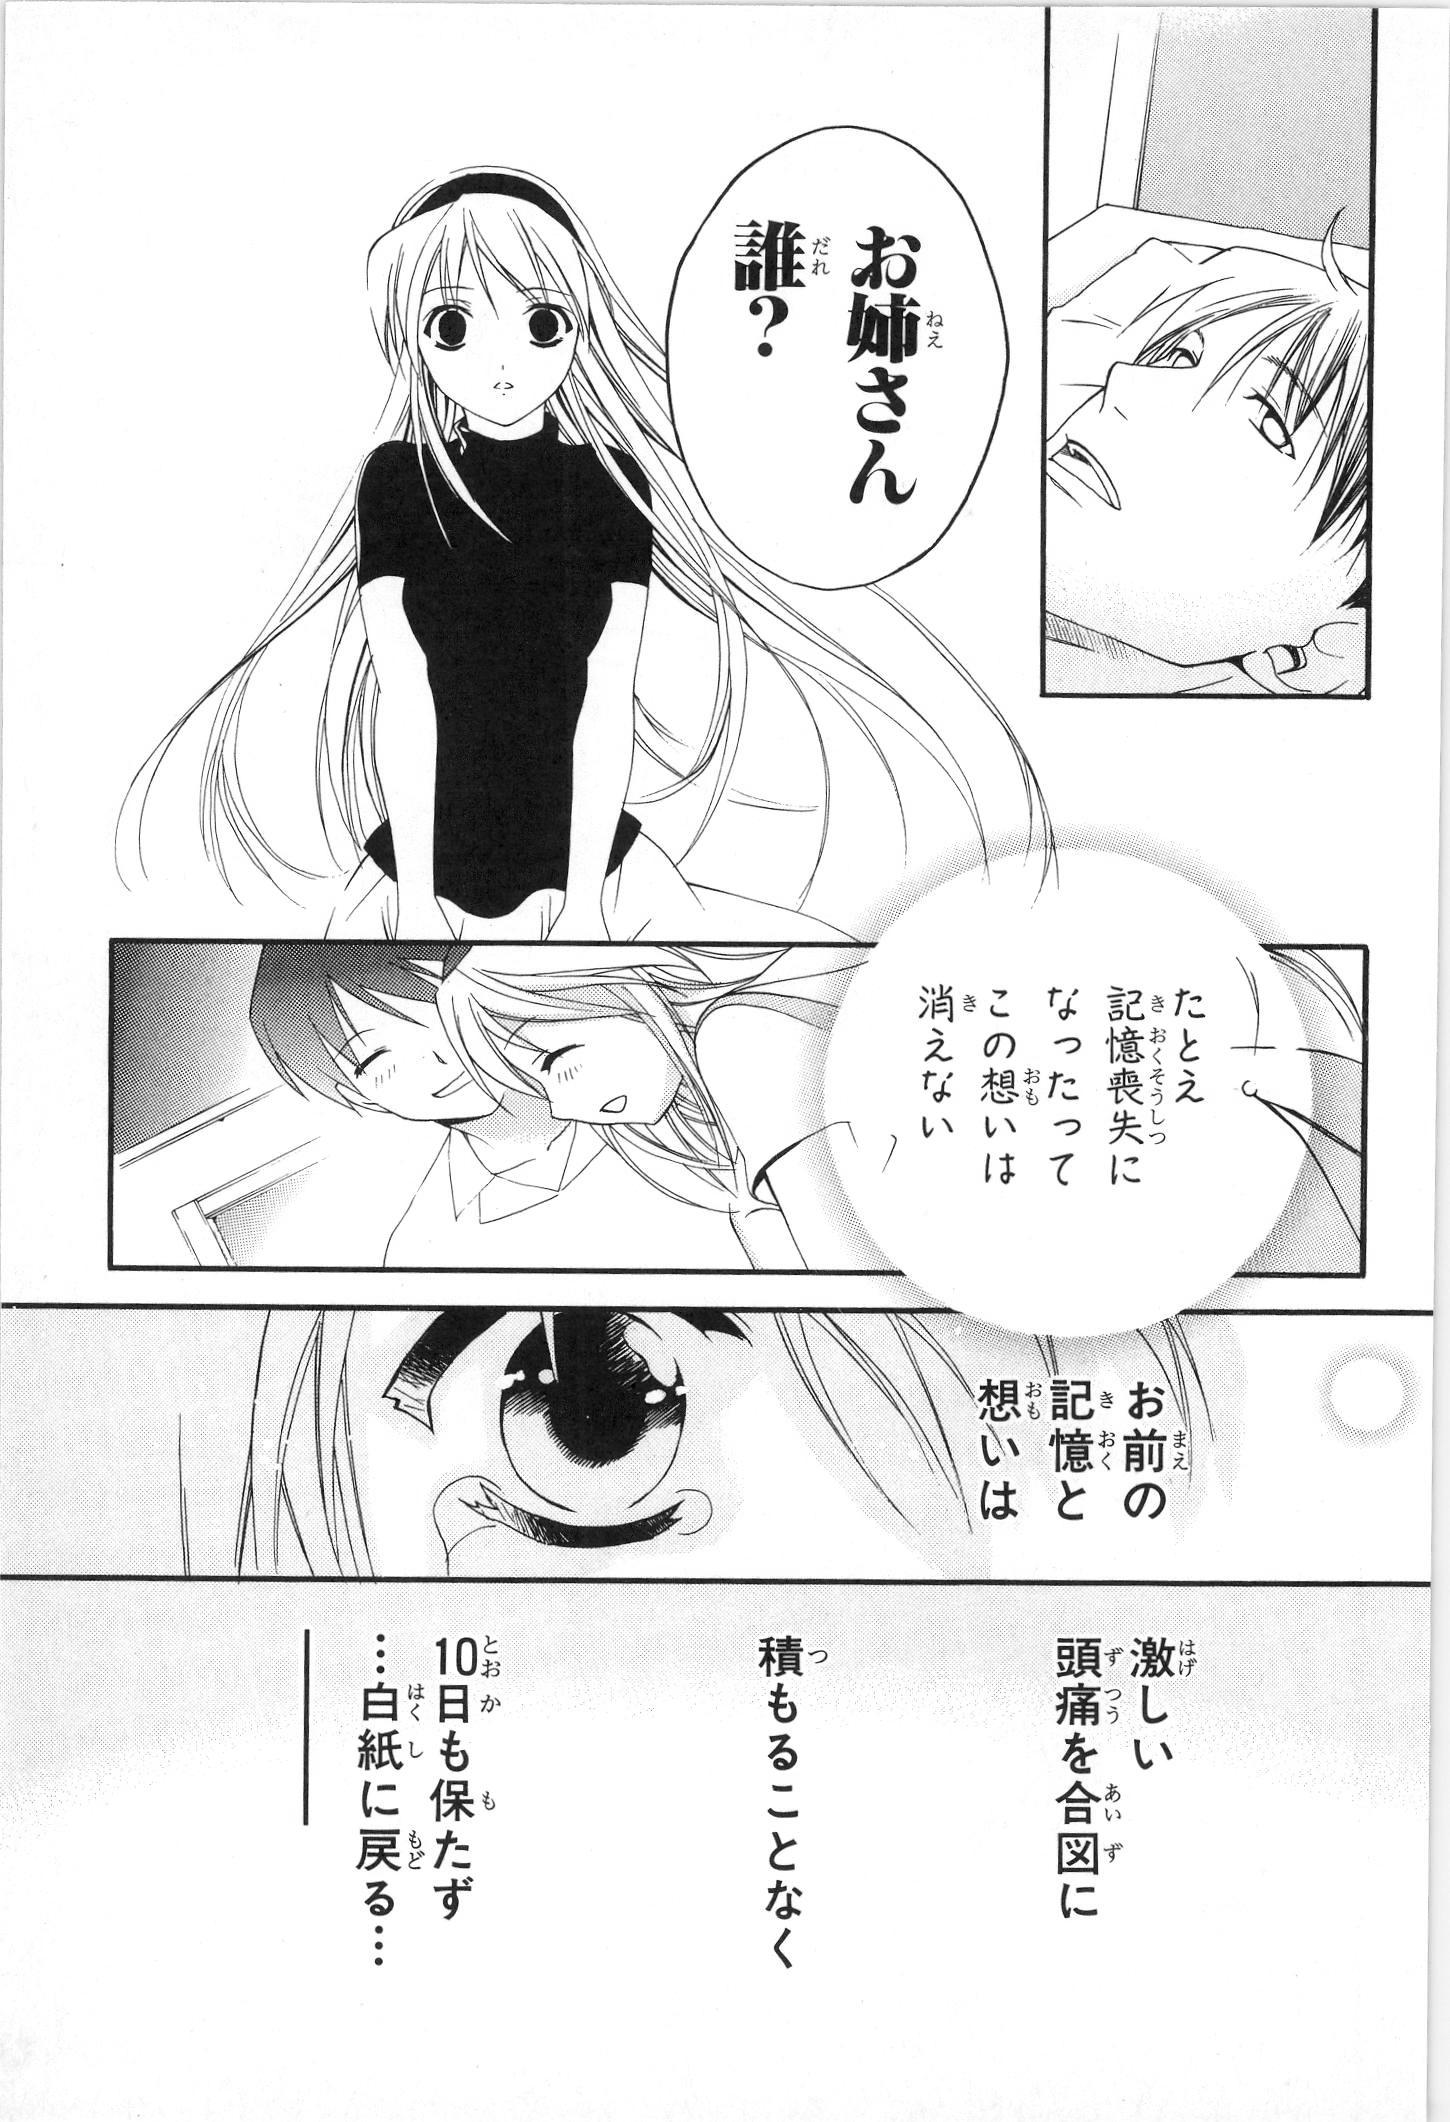 お姉さん
誰?
たとえ
記憶喪失に
なったって
この想いは
消えない
お前の
記憶と
想いは
激しい
頭痛を合図に
積もることなく
10日も保たず
…白紙に戻る…